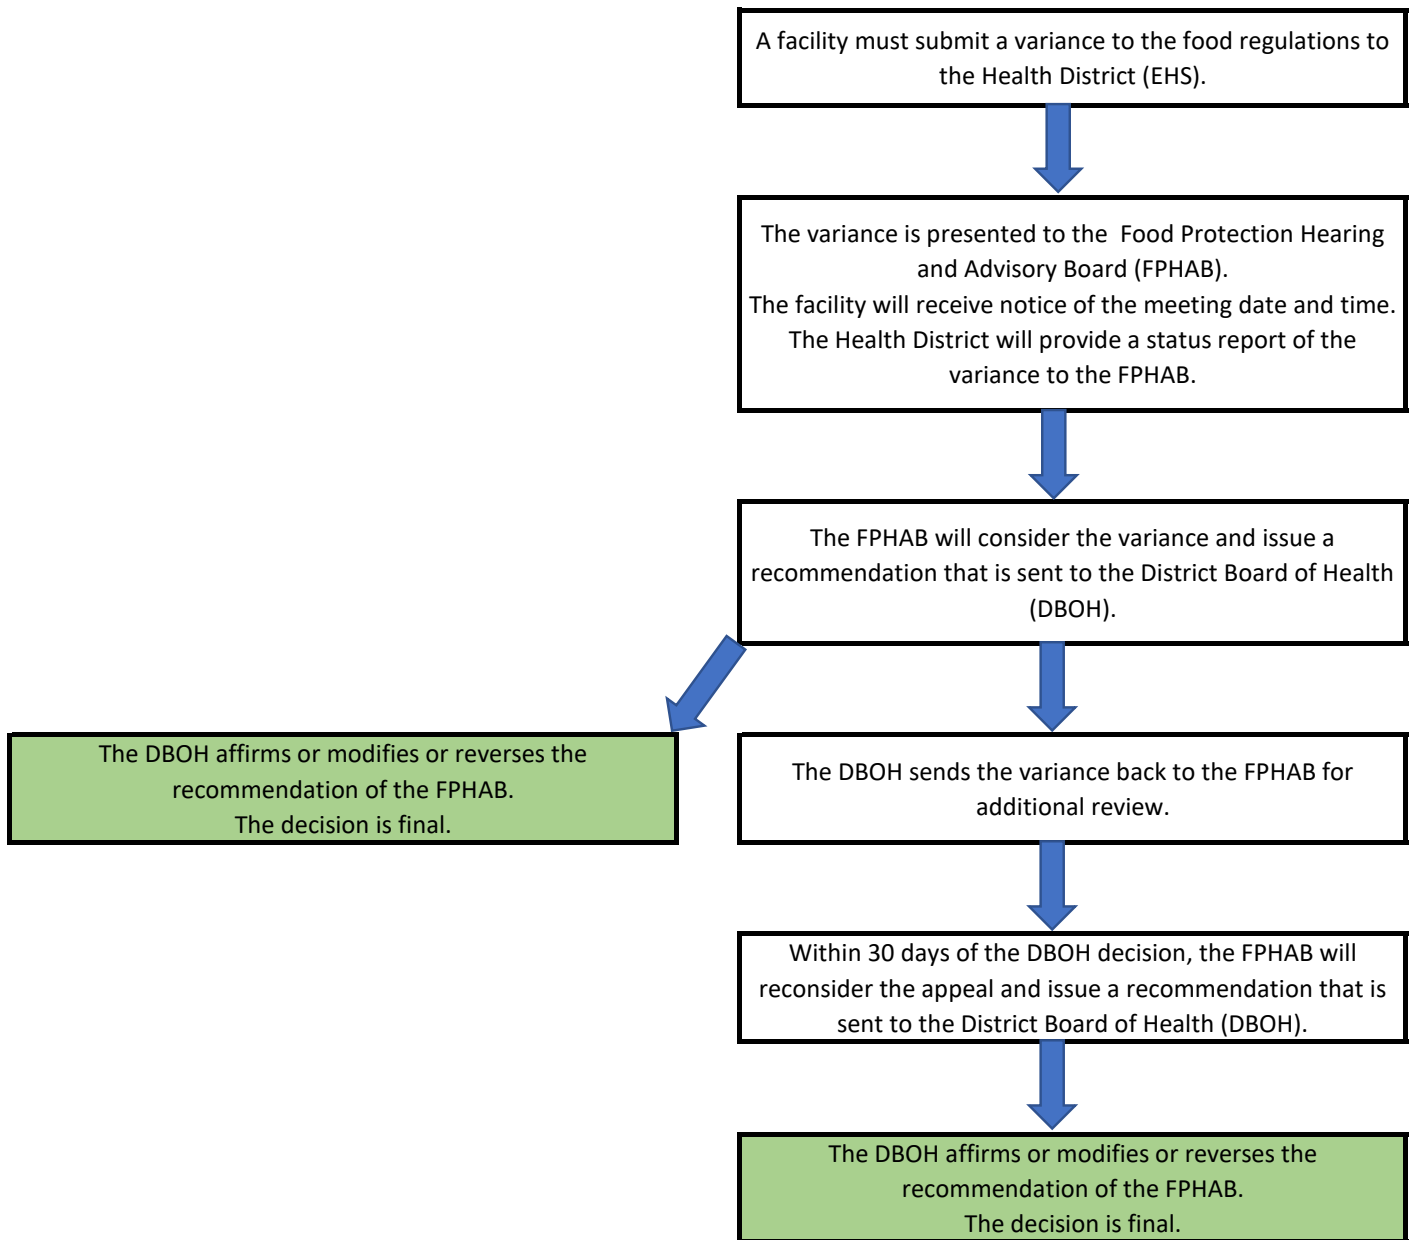 A facility must submit a variance to the food regulations to
the Health District (EHS).
The variance is presented to the  Food Protection Hearing
and Advisory Board (FPHAB).
The facility will receive notice of the meeting date and time.
The Health District will provide a status report of the
variance to the FPHAB.
The FPHAB will consider the variance and issue a
recommendation that is sent to the District Board of Health
(DBOH).
The DBOH affirms or modifies or reverses the
recommendation of the FPHAB.
The decision is final.
The DBOH sends the variance back to the FPHAB for
additional review.
Within 30 days of the DBOH decision, the FPHAB will
reconsider the appeal and issue a recommendation that is
sent to the District Board of Health (DBOH).
The DBOH affirms or modifies or reverses the
recommendation of the FPHAB.
The decision is final.